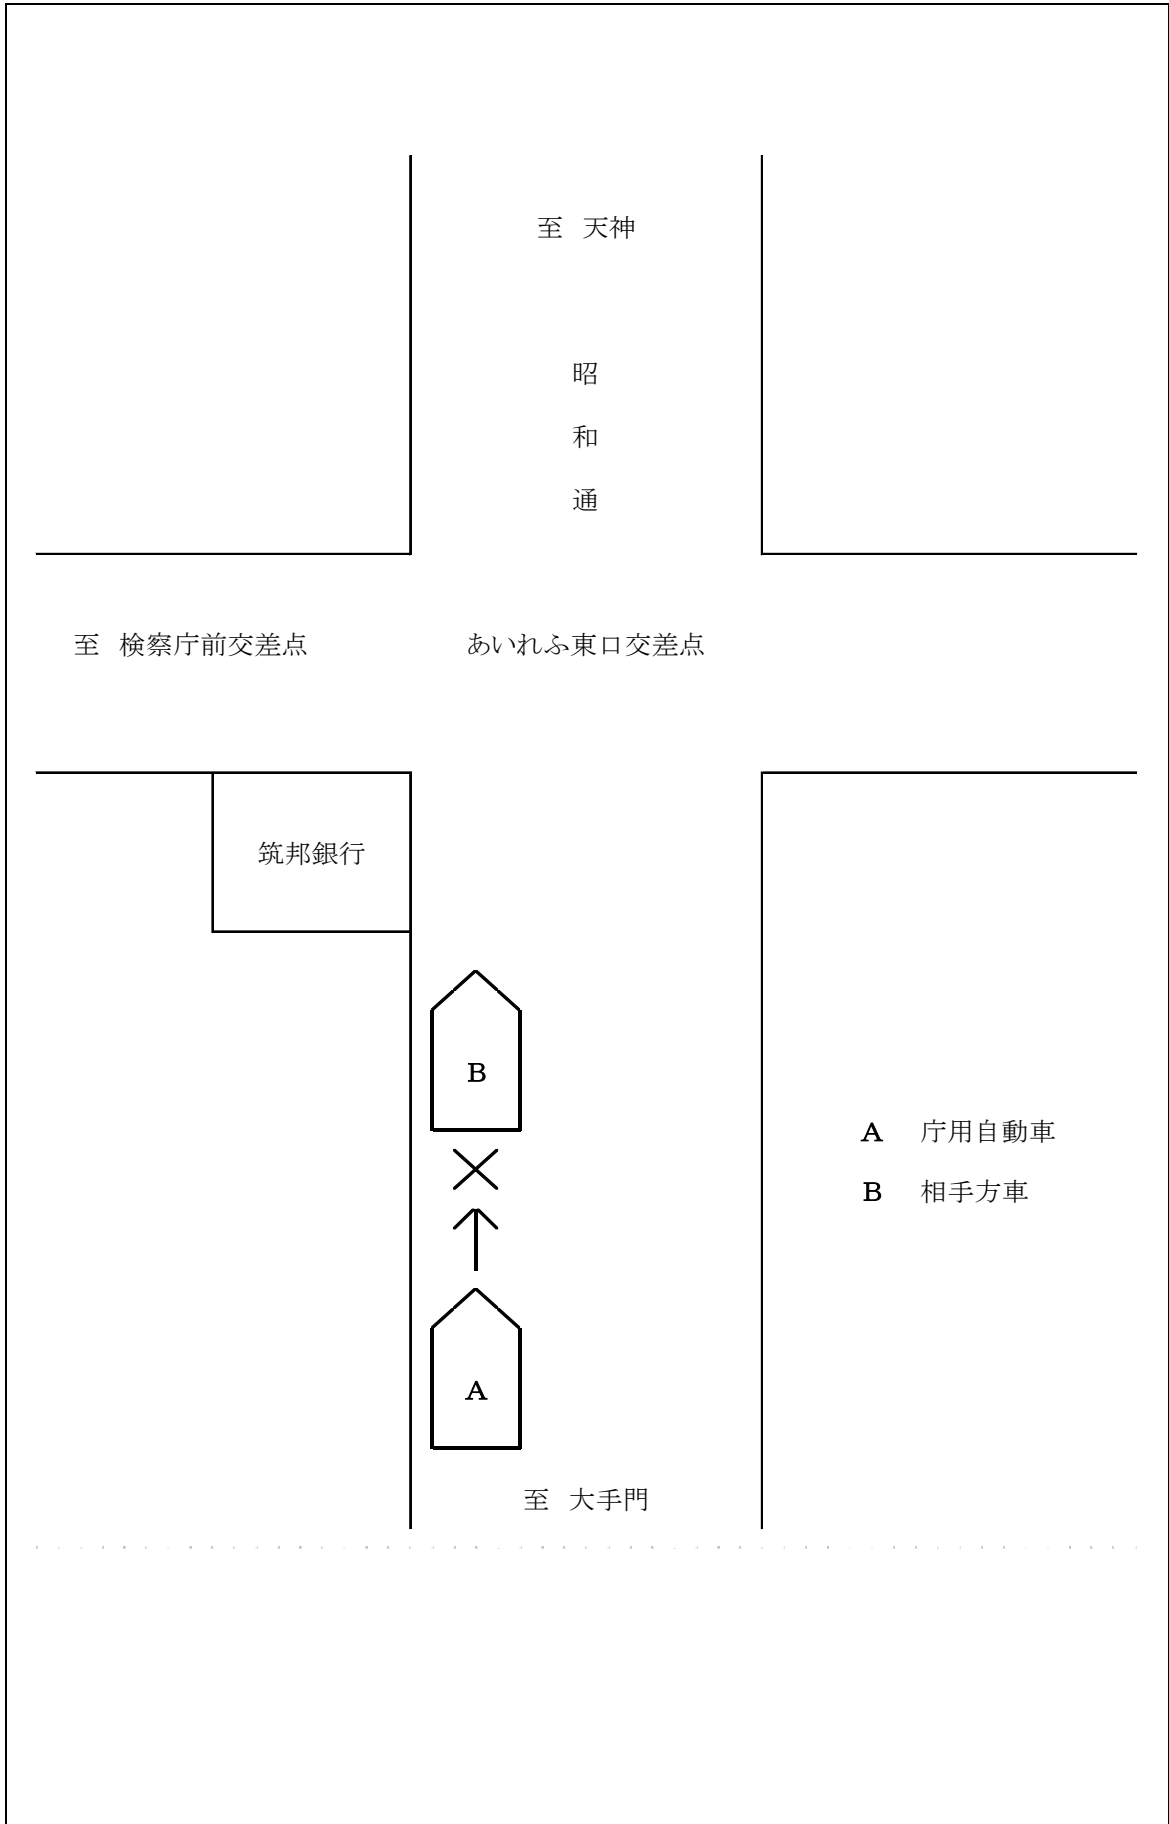 至 天神
昭
和
通
至 検察庁前交差点
あいれふ東口交差点
筑邦銀行
B
A 庁用自動車
B 相手方車
A
至 大手門